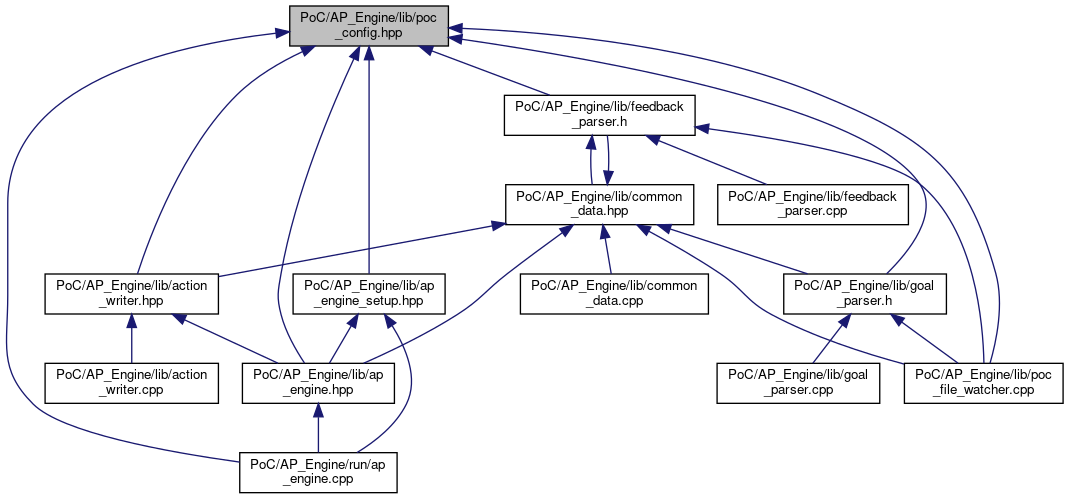 PoC/AP_Engine/lib/poc
_config.hpp
PoC/AP_Engine/lib/feedback
_parser.h
PoC/AP_Engine/lib/common
_data.hpp
PoC/AP_Engine/lib/feedback
_parser.cpp
PoC/AP_Engine/lib/action
_writer.hpp
PoC/AP_Engine/lib/ap
_engine_setup.hpp
PoC/AP_Engine/lib/common
_data.cpp
PoC/AP_Engine/lib/goal
_parser.h
PoC/AP_Engine/lib/action
_writer.cpp
PoC/AP_Engine/lib/ap
_engine.hpp
PoC/AP_Engine/lib/goal
_parser.cpp
PoC/AP_Engine/lib/poc
_file_watcher.cpp
PoC/AP_Engine/run/ap
_engine.cpp